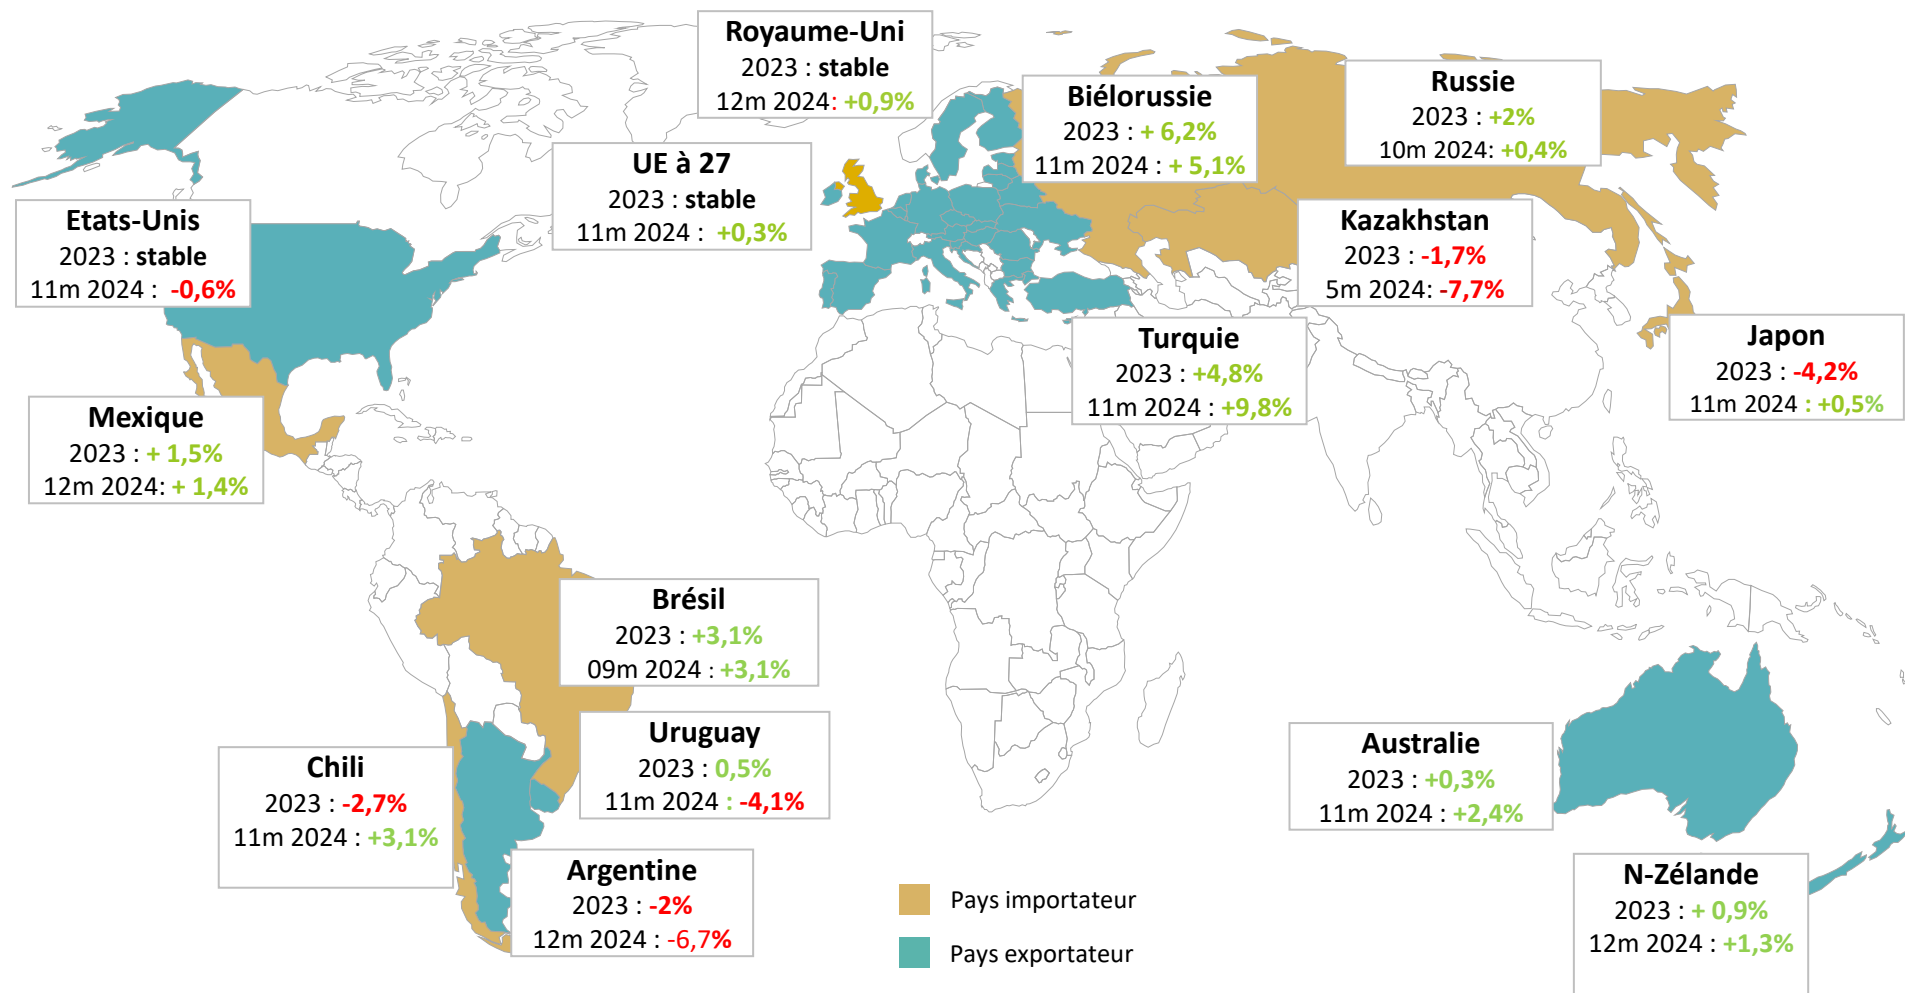 Royaume-Uni
2023 : stable
12m 2024: +0,9%
Biélorussie
2023 : + 6,2%
11m 2024 : + 5,1%
Russie
2023 : +2%
10m 2024: +0,4%
UE à 27
2023 : stable
11m 2024 : +0,3%
Etats-Unis
2023 : stable
11m 2024 : -0,6%
Kazakhstan
2023 : -1,7%
5m 2024: -7,7%
Turquie
2023 : +4,8%
11m 2024 : +9,8%
Japon
2023 : -4,2%
11m 2024 : +0,5%
Mexique
2023 : + 1,5%
12m 2024: + 1,4%
Brésil
2023 : +3,1%
09m 2024 : +3,1%
Uruguay
2023 : 0,5%
11m 2024 : -4,1%
Chili
2023 : -2,7%
11m 2024 : +3,1%
Australie
2023 : +0,3%
11m 2024 : +2,4%
Argentine
2023 : -2%
12m 2024 : -6,7%
N-Zélande
2023 : + 0,9%
12m 2024 : +1,3%
Pays importateur
Pays exportateur